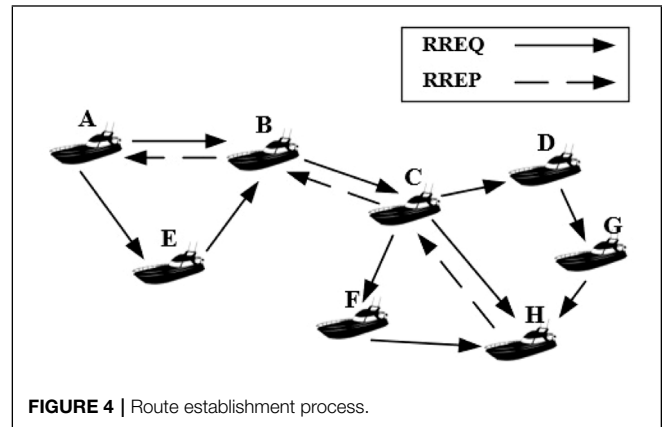 RREQ
RREP
A
B
C
D
E
G
F
H
FIGURE 4 | Route establishment process.